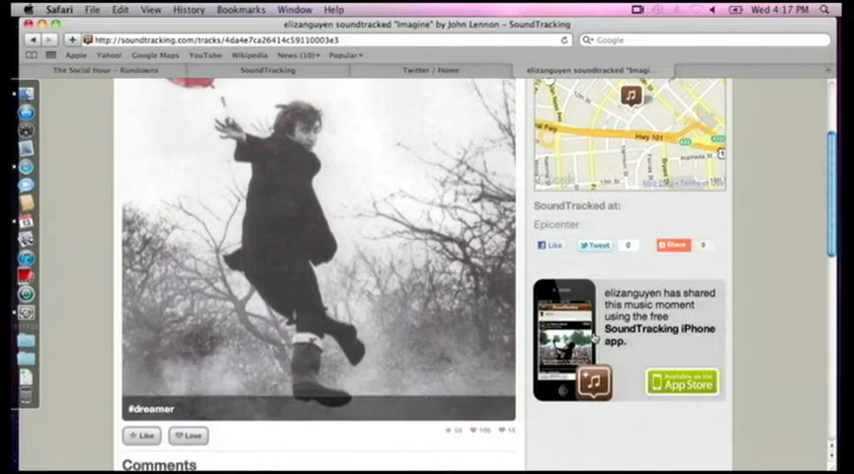 Safari File Edit View History Bookmarks Window Help Wed 4:17 PM
elizanguyen soundtracked "Imagine" by John Lennon – SoundTracking
http://soundtracking.com/tracks/4da4e7ca26414c59110003e3
Google
Apple Yahoo! Google Maps YouTube Wikipedia News (10) Popular
The Social Hour – Rundowns SoundTracking Twitter / Home elizanguyen soundtracked "Imagi...
Hwy 101
Alameda St
SoundTracked at:
Epicenter
Like Tweet 0 Share 0
elizanguyen has shared
this music moment
using the free
SoundTracking iPhone
app.
Available on the
App Store
#dreamer
Like Love
Comments